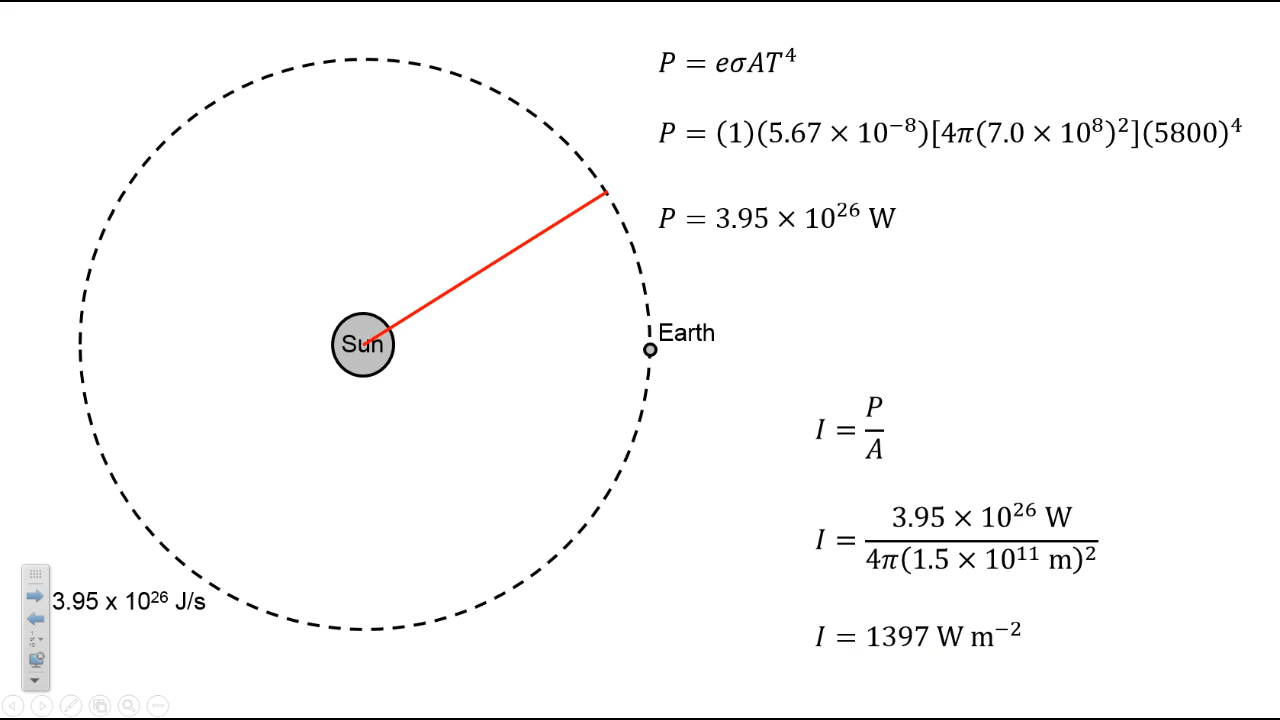 P = eσAT⁴
P = (1)(5.67 × 10⁻⁸)[4π(7.0 × 10⁸)²](5800)⁴
P = 3.95 × 10²⁶ W
Sun
Earth
I = P/A
I = 3.95 × 10²⁶ W / 4π(1.5 × 10¹¹ m)²
3.95 x 10²⁶ J/s
I = 1397 W m⁻²